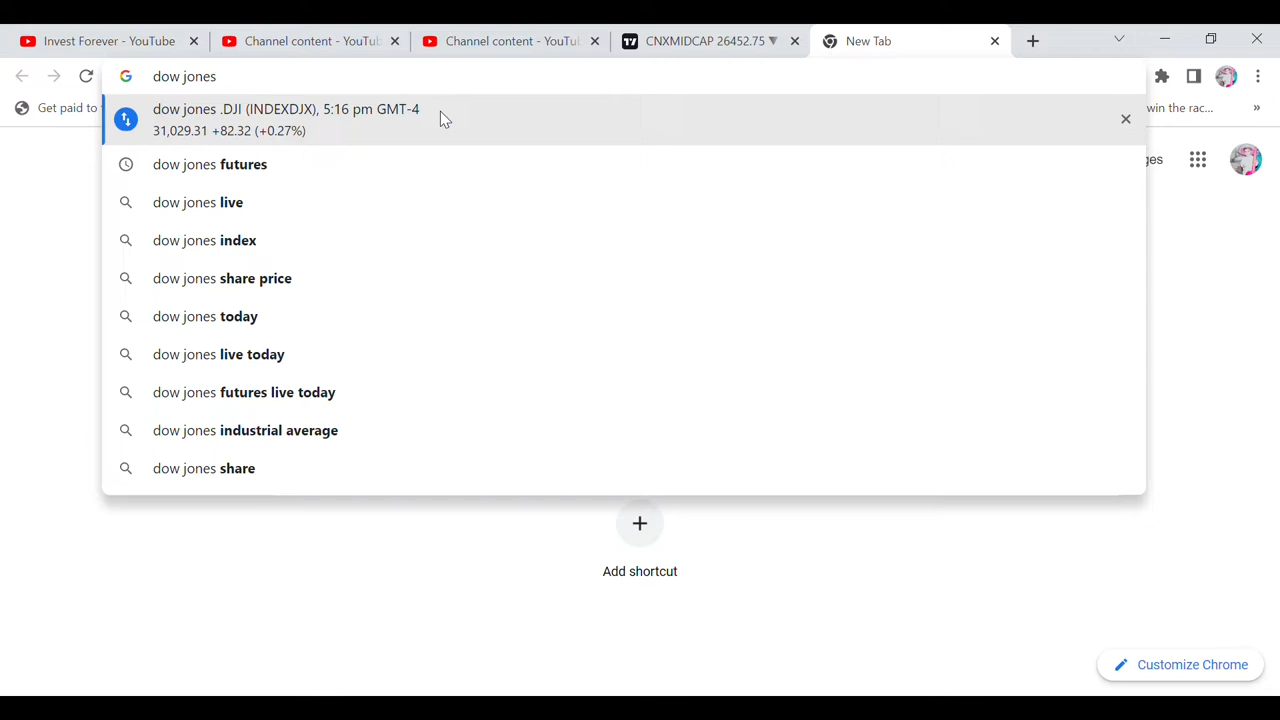 Invest Forever - YouTube
Channel content - YouTu
Channel content - YouTu
CNXMIDCAP 26452.75 ▼
New Tab
dow jones
Get paid to
win the rac...
»
dow jones .DJI (INDEXDJX), 5:16 pm GMT-4
31,029.31 +82.32 (+0.27%)
ges
dow jones futures
dow jones live
dow jones index
dow jones share price
dow jones today
dow jones live today
dow jones futures live today
dow jones industrial average
dow jones share
Add shortcut
Customize Chrome